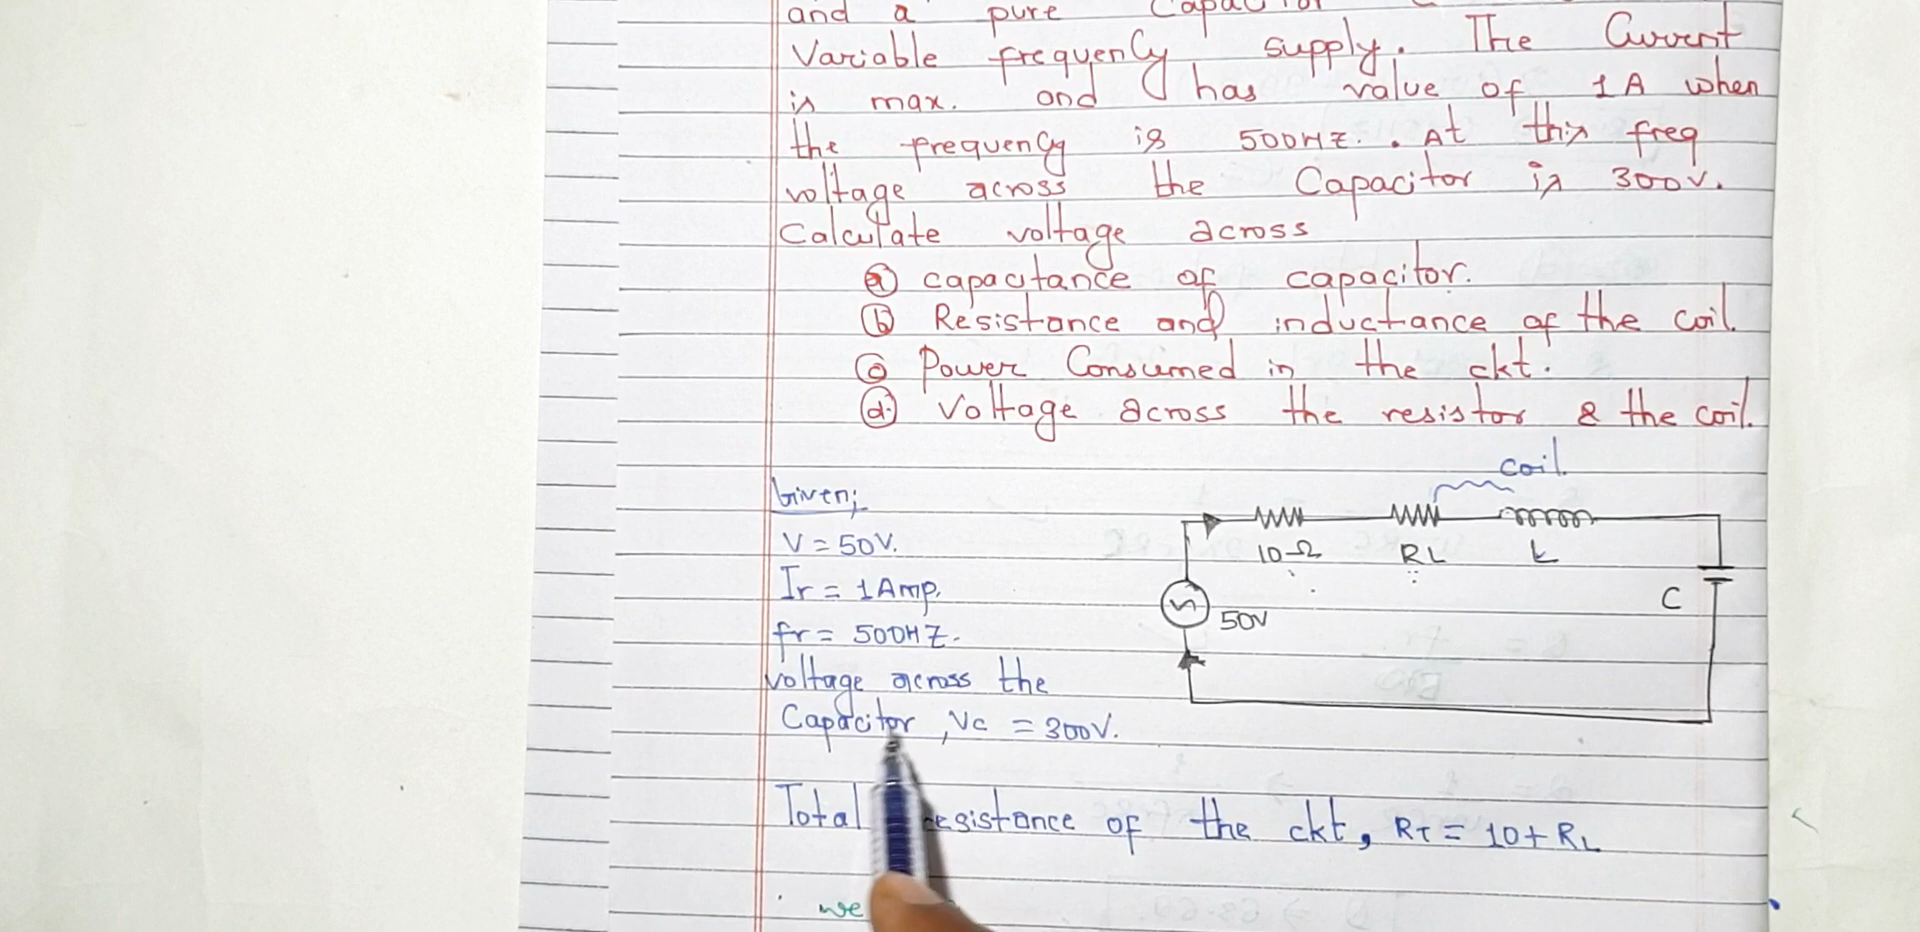 and a pure Capacitor
Variable frequency supply. The Current
is max. and has value of 1A when
the frequency is 500HZ. . At this freq
voltage across the Capacitor is 300V.
Calculate voltage across
(a) capacitance of capacitor.
(b) Resistance and inductance of the coil.
(c) Power Consumed in the ckt.
(d) Voltage across the resistor & the coil.
coil.
Given;
V = 50V.
Ir = 1Amp.
fr = 500HZ.
voltage across the
Capacitor, Vc = 300V.
10Ω RL L
C
50V
Total resistance of the ckt, RT = 10 + RL
we